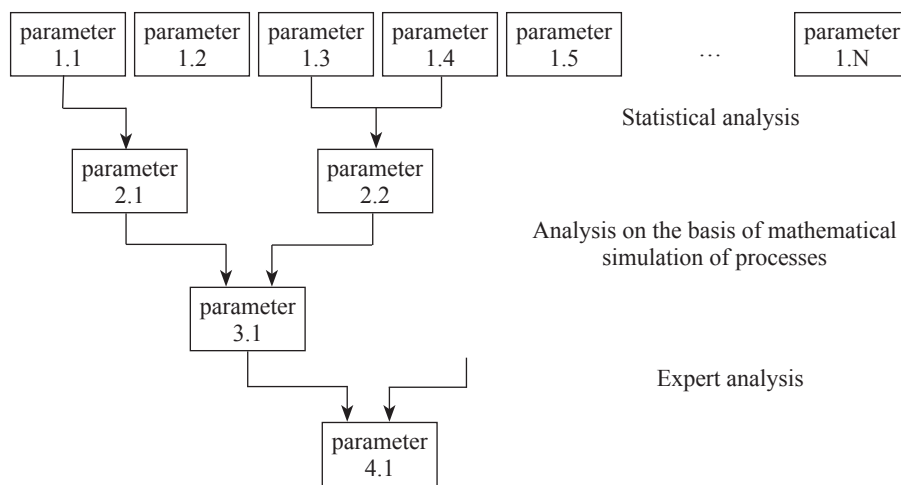 parameter
1.1
parameter
1.2
parameter
1.3
parameter
1.4
parameter
1.5
...
parameter
1.N
Statistical analysis
parameter
2.1
parameter
2.2
Analysis on the basis of mathematical
simulation of processes
parameter
3.1
Expert analysis
parameter
4.1